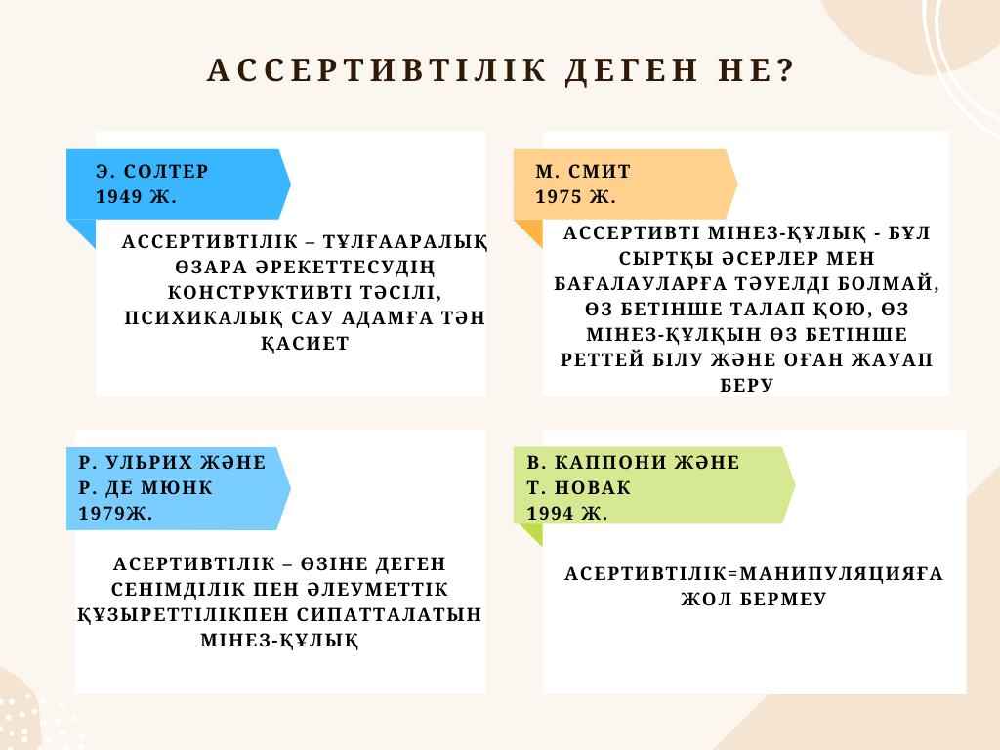 АССЕРТИВТІЛІК ДЕГЕН НЕ?
Э. СОЛТЕР
1949 Ж.
АССЕРТИВТІЛІК – ТҰЛҒААРАЛЫҚ
ӨЗАРА ӘРЕКЕТТЕСУДІҢ
КОНСТРУКТИВТІ ТӘСІЛІ,
ПСИХИКАЛЫҚ САУ АДАМҒА ТӘН
ҚАСИЕТ
М. СМИТ
1975 Ж.
АССЕРТИВТІ МІНЕЗ-ҚҰЛЫҚ - БҰЛ
СЫРТҚЫ ӘСЕРЛЕР МЕН
БАҒАЛАУЛАРҒА ТӘУЕЛДІ БОЛМАЙ,
ӨЗ БЕТІНШЕ ТАЛАП ҚОЮ, ӨЗ
МІНЕЗ-ҚҰЛҚЫН ӨЗ БЕТІНШЕ
РЕТТЕЙ БІЛУ ЖӘНЕ ОҒАН ЖАУАП
БЕРУ
Р. УЛЬРИХ ЖӘНЕ
Р. ДЕ МЮНК
1979Ж.
АСЕРТИВТІЛІК – ӨЗІНЕ ДЕГЕН
СЕНІМДІЛІК ПЕН ӘЛЕУМЕТТІК
ҚҰЗЫРЕТТІЛІКПЕН СИПАТТАЛАТЫН
МІНЕЗ-ҚҰЛЫҚ
В. КАППОНИ ЖӘНЕ
Т. НОВАК
1994 Ж.
АСЕРТИВТІЛІК=МАНИПУЛЯЦИЯҒА
ЖОЛ БЕРМЕУ